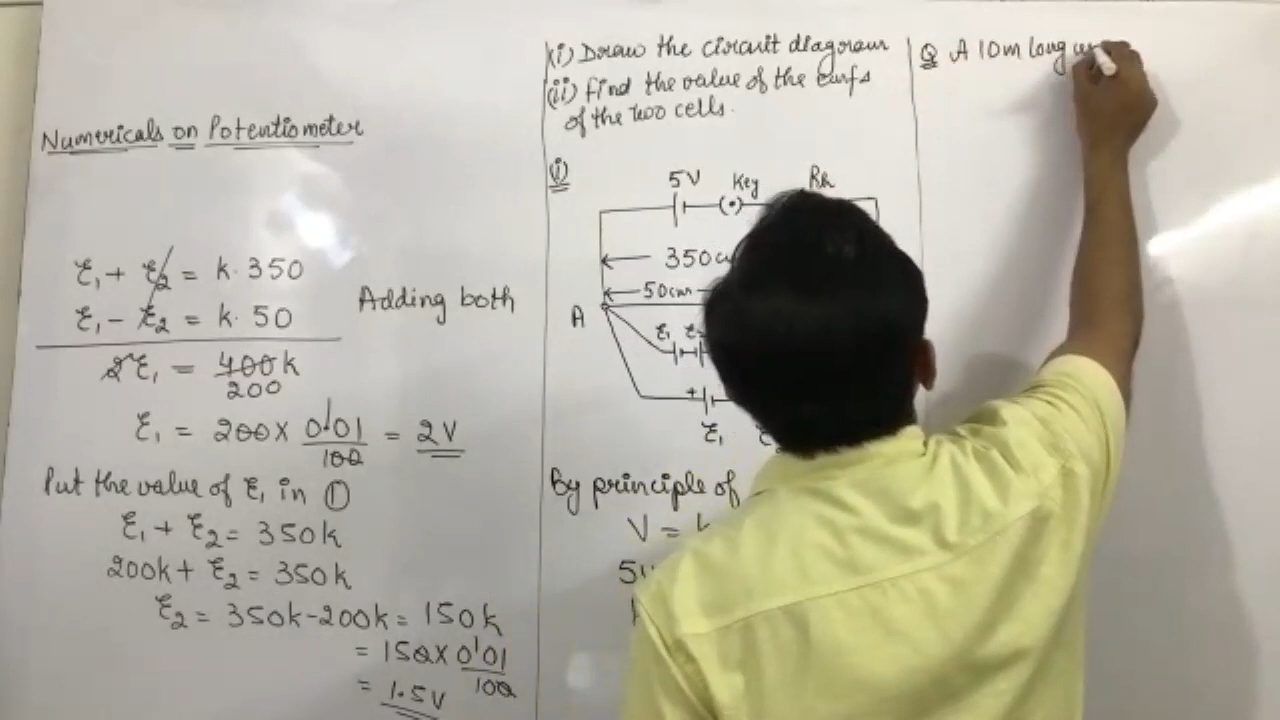 Numericals on Potentiometer
ε₁ + ε₂ = k. 350
ε₁ - ε₂ = k. 50
Adding both
2ε₁ = 400k
200
ε₁ = 200 x 0.01 = 2V
100
Put the value of ε₁ in ①
ε₁ + ε₂ = 350k
200k + ε₂ = 350k
ε₂ = 350k - 200k = 150k
= 150 x 0.01
100
= 1.5V
(i) Draw the circuit diagram
(ii) find the value of the emfs
of the two cells.
(i)
5V Key
350
50cm
A
ε₁
+
ε₁
By principle of
V =
Q A 10m long